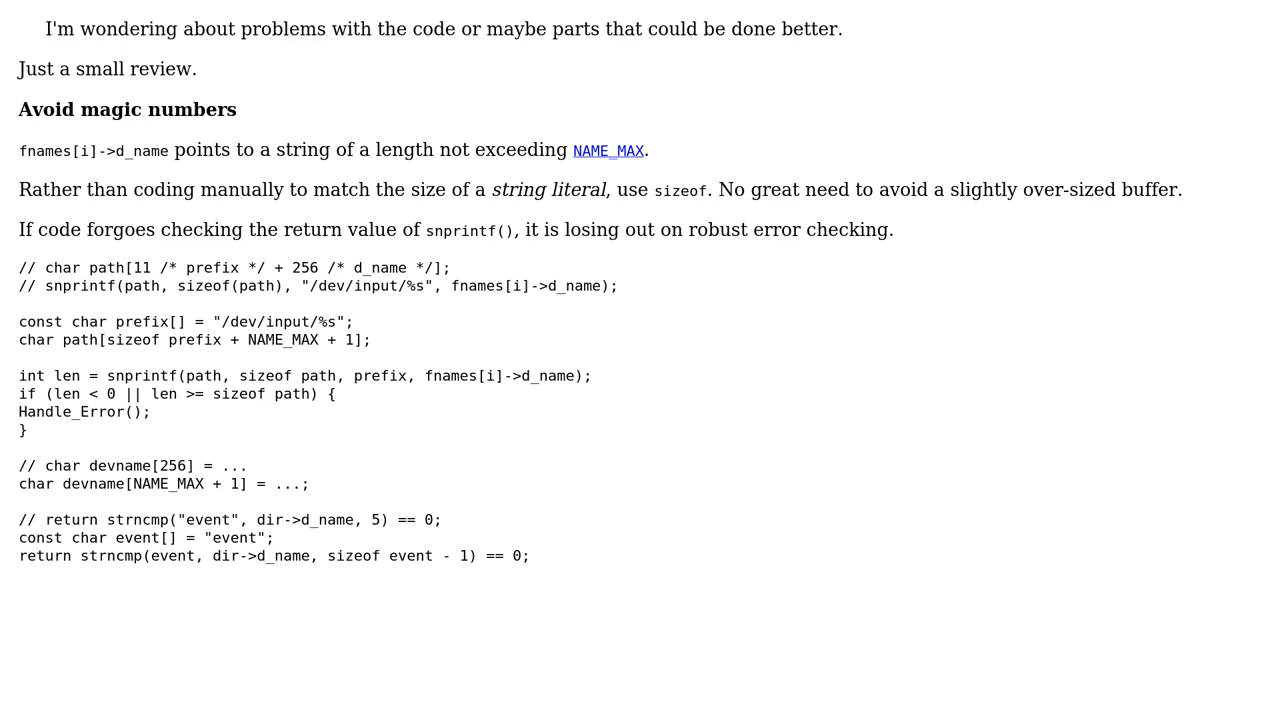 I'm wondering about problems with the code or maybe parts that could be done better.
Just a small review.
Avoid magic numbers
fnames[i]->d_name points to a string of a length not exceeding NAME_MAX.
Rather than coding manually to match the size of a string literal, use sizeof. No great need to avoid a slightly over-sized buffer.
If code forgoes checking the return value of snprintf(), it is losing out on robust error checking.
// char path[11 /* prefix */ + 256 /* d_name */];
// snprintf(path, sizeof(path), "/dev/input/%s", fnames[i]->d_name);
const char prefix[] = "/dev/input/%s";
char path[sizeof prefix + NAME_MAX + 1];
int len = snprintf(path, sizeof path, prefix, fnames[i]->d_name);
if (len < 0 || len >= sizeof path) {
Handle_Error();
}
// char devname[256] = ...
char devname[NAME_MAX + 1] = ...;
// return strncmp("event", dir->d_name, 5) == 0;
const char event[] = "event";
return strncmp(event, dir->d_name, sizeof event - 1) == 0;